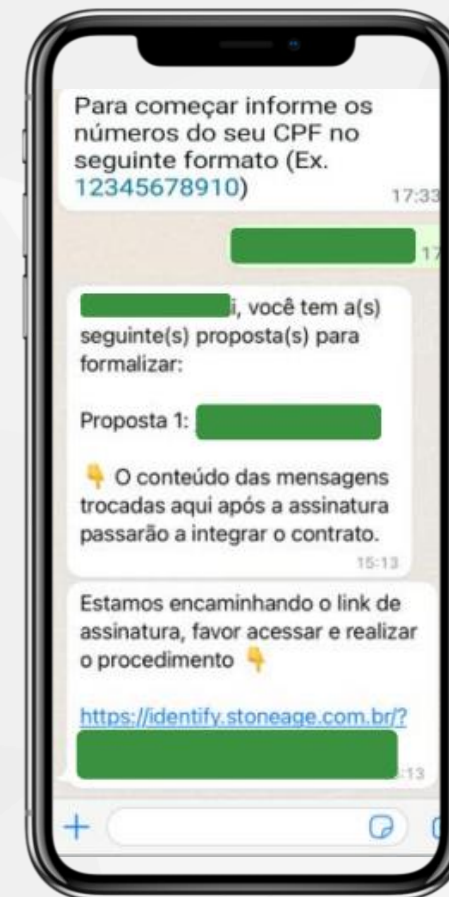 Para começar informe os
números do seu CPF no
seguinte formato (Ex.
12345678910)
17:33
17
i, você tem a(s)
seguinte(s) proposta(s) para
formalizar:
Proposta 1:
👇 O conteúdo das mensagens
trocadas aqui após a assinatura
passarão a integrar o contrato.
15:13
Estamos encaminhando o link de
assinatura, favor acessar e realizar
o procedimento 👇
https://identify.stoneage.com.br/?
:13